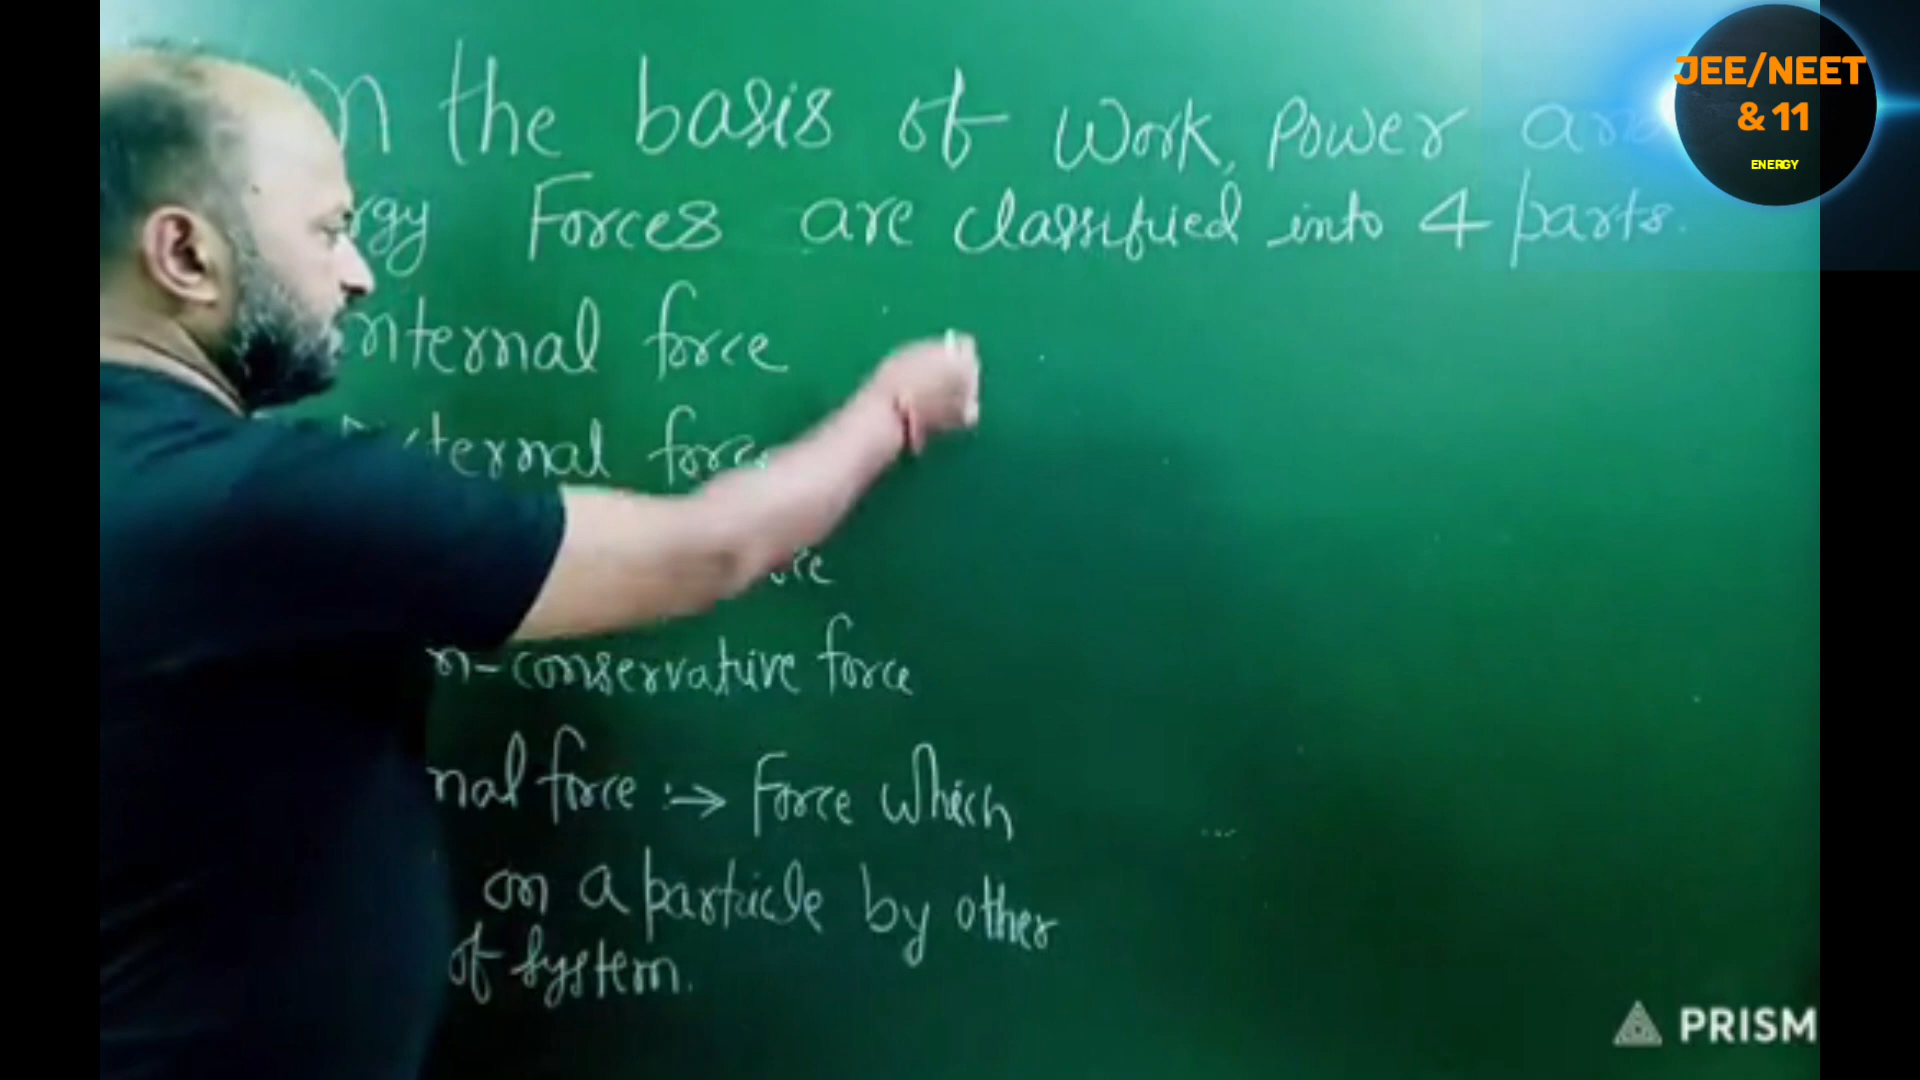 n the basis of Work, Power an
rgy Forces are classified into 4 parts.
nternal force
ternal force
n-conservative force
nal force :→ Force which
on a particle by other
of system.
JEE/NEET
& 11
ENERGY
PRISM